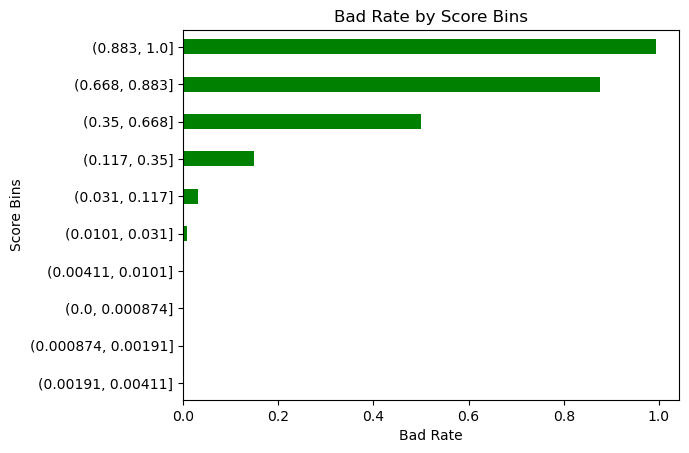 Bad Rate by Score Bins
(0.883, 1.0]
(0.668, 0.883]
(0.35, 0.668]
(0.117, 0.35]
(0.031, 0.117]
(0.0101, 0.031]
(0.00411, 0.0101]
(0.0, 0.000874]
(0.000874, 0.00191]
(0.00191, 0.00411]
Score Bins
0.0 0.2 0.4 0.6 0.8 1.0
Bad Rate